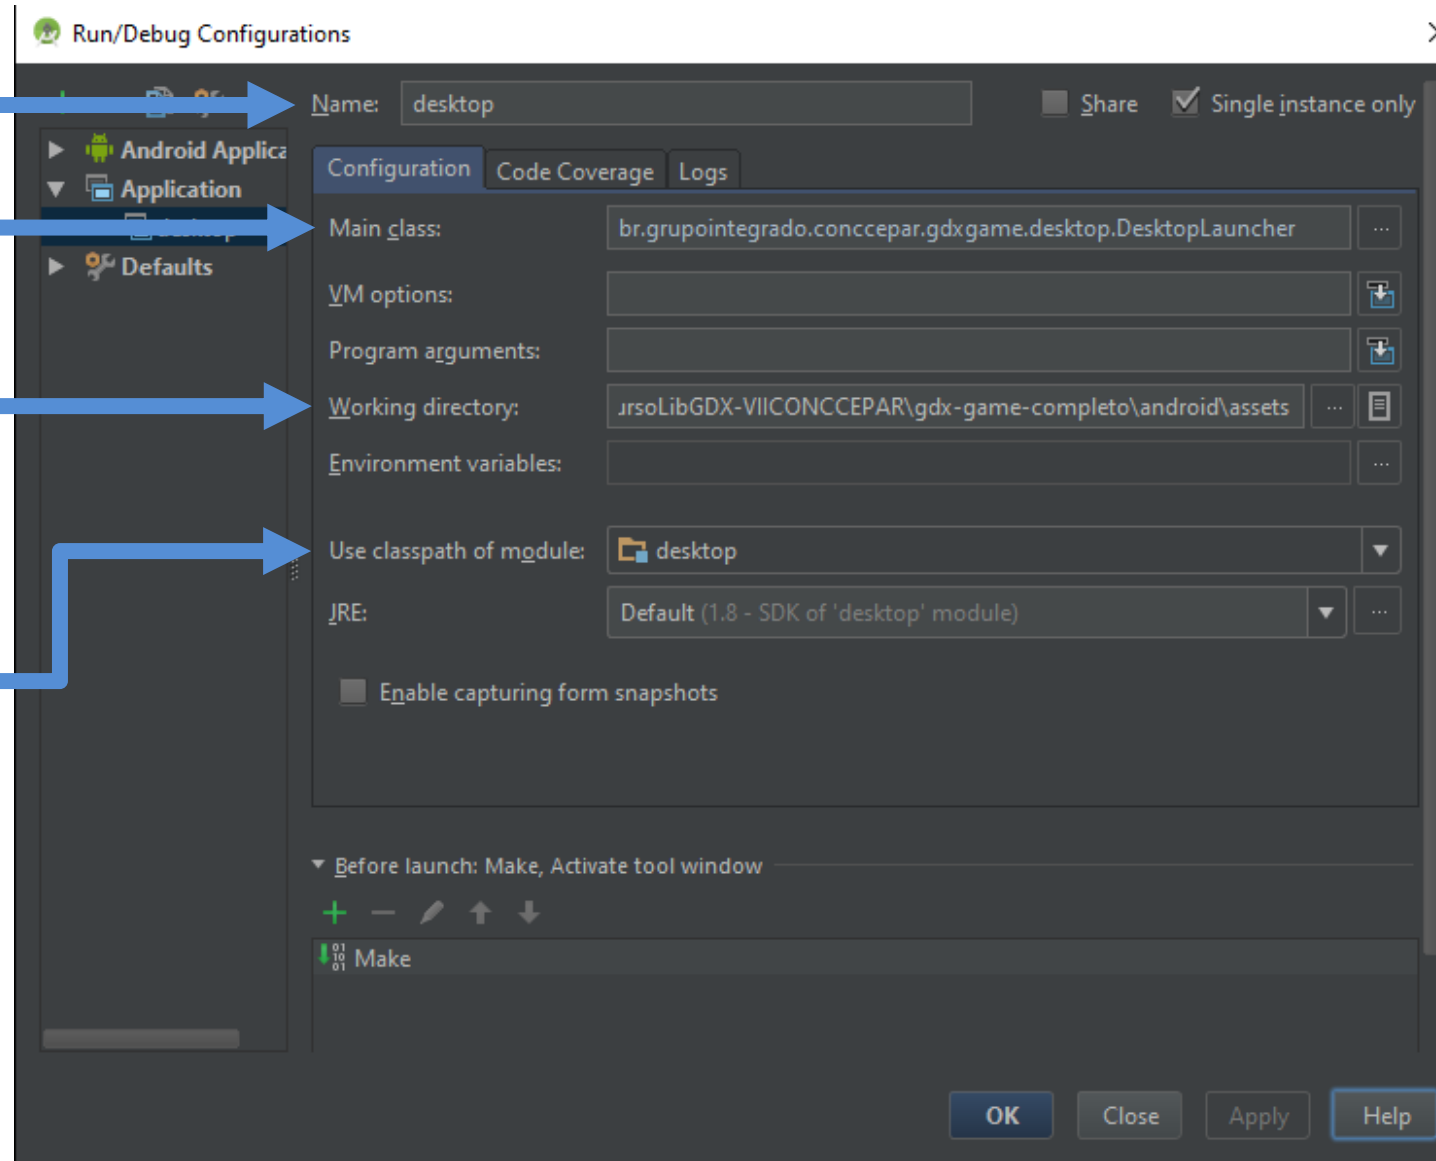 Run/Debug Configurations
Name: desktop Share Single instance only
Android Applica
Application
Defaults
Configuration Code Coverage Logs
Main class: br.grupointegrado.conccepar.gdxgame.desktop.DesktopLauncher ...
VM options:
Program arguments:
Working directory: ursoLibGDX-VIICONCCEPAR\gdx-game-completo\android\assets ...
Environment variables: ...
Use classpath of module: desktop
JRE: Default (1.8 - SDK of 'desktop' module) ...
Enable capturing form snapshots
Before launch: Make, Activate tool window
Make
OK Close Apply Help